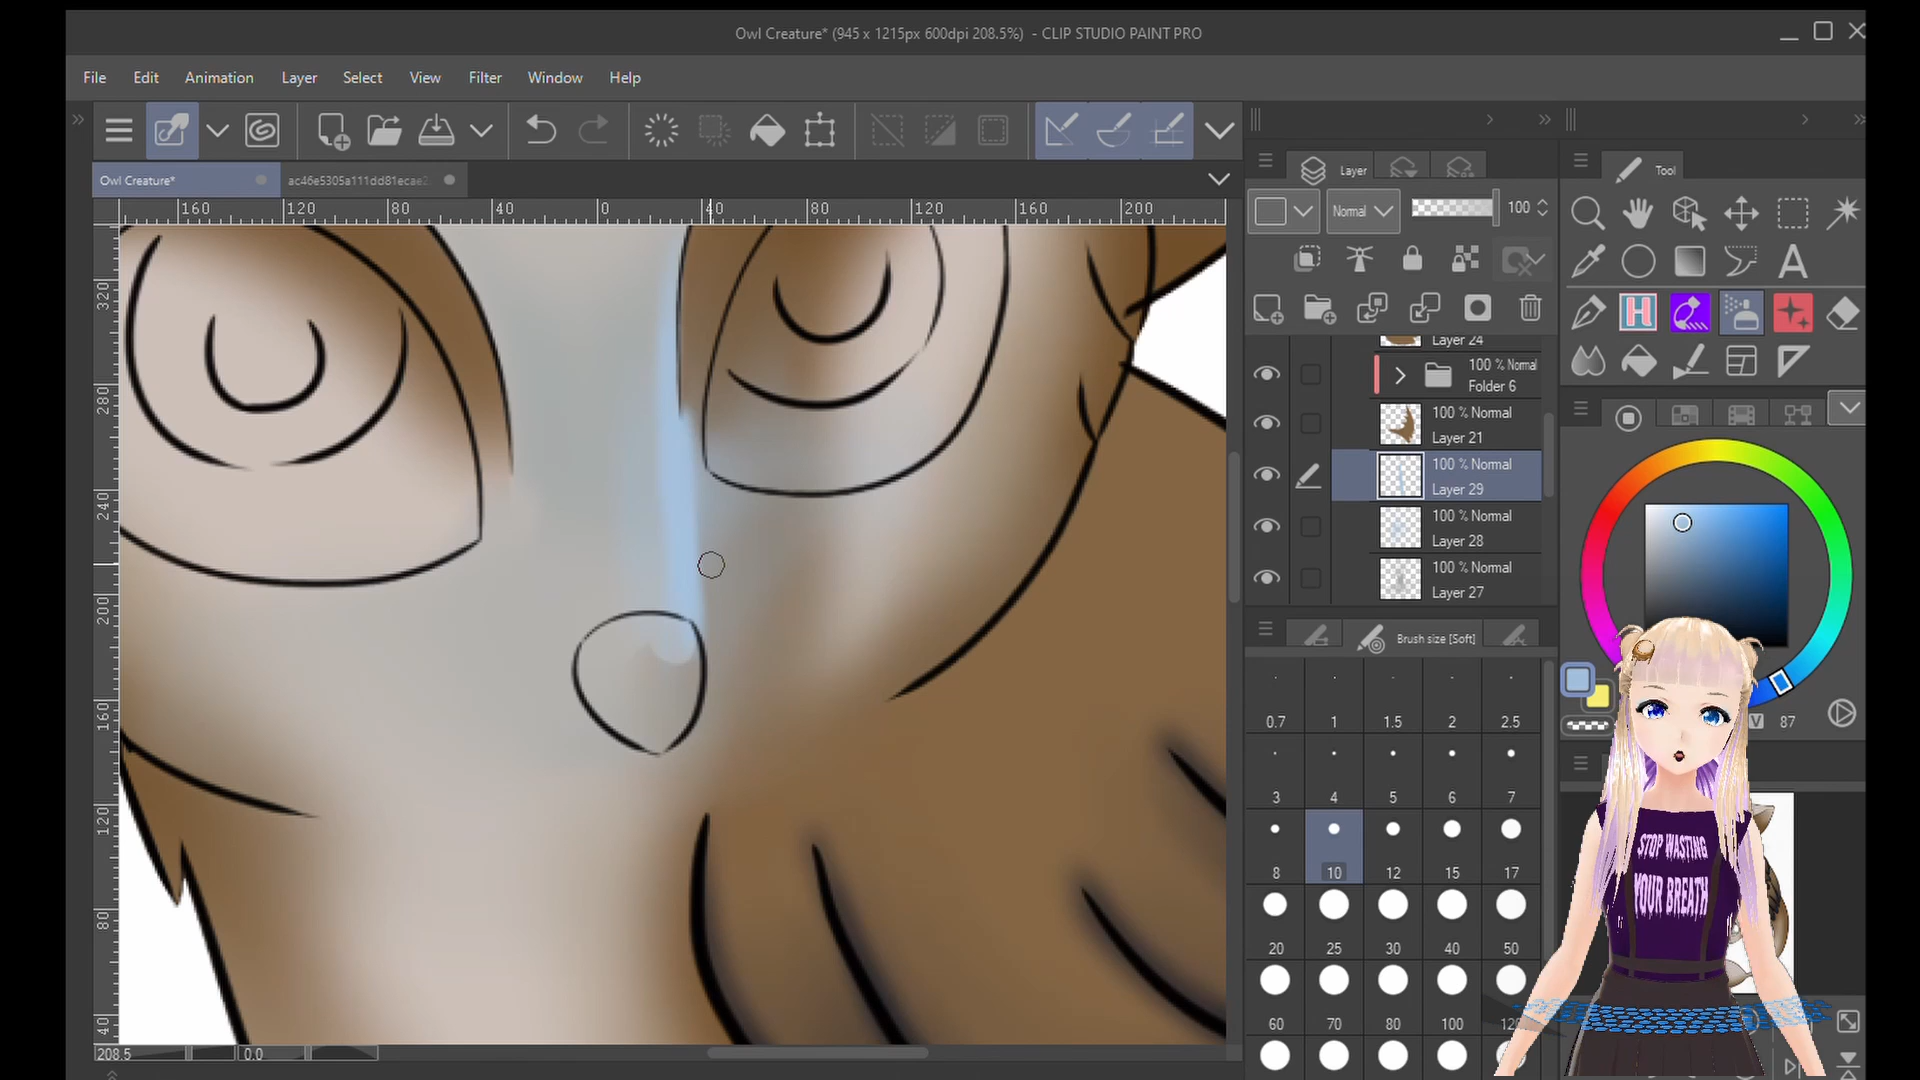 Owl Creature* (945 x 1215px 600dpi 208.5%) - CLIP STUDIO PAINT PRO
File Edit Animation Layer Select View Filter Window Help
Owl Creature* ac46e5305a111dd81ecae2
Layer
Tool
160 120 80 40 0 40 80 120 160 200
Normal 100
320
280
240
200
160
120
80
40
Layer 24
100 % Normal
Folder 6
100 % Normal
Layer 21
100 % Normal
Layer 29
100 % Normal
Layer 28
100 % Normal
Layer 27
Brush size [Soft]
0.7 1 1.5 2 2.5
3 4 5 6 7
8 10 12 15 17
20 25 30 40 50
60 70 80 100
V 87
STOP WASTING
YOUR BREATH
208.5 0.0